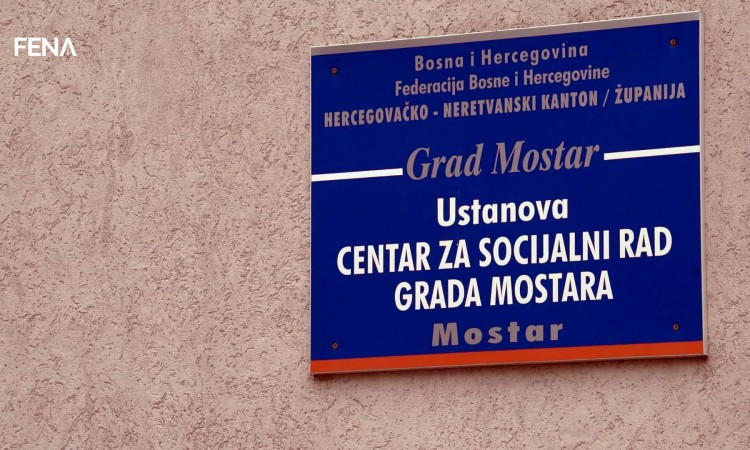 FENA
Bosna i Hercegovina
Federacija Bosne i Hercegovine
HERCEGOVAČKO - NERETVANSKI KANTON / ŽUPANIJA
Grad Mostar
Ustanova
CENTAR ZA SOCIJALNI RAD
GRADA MOSTARA
Mostar